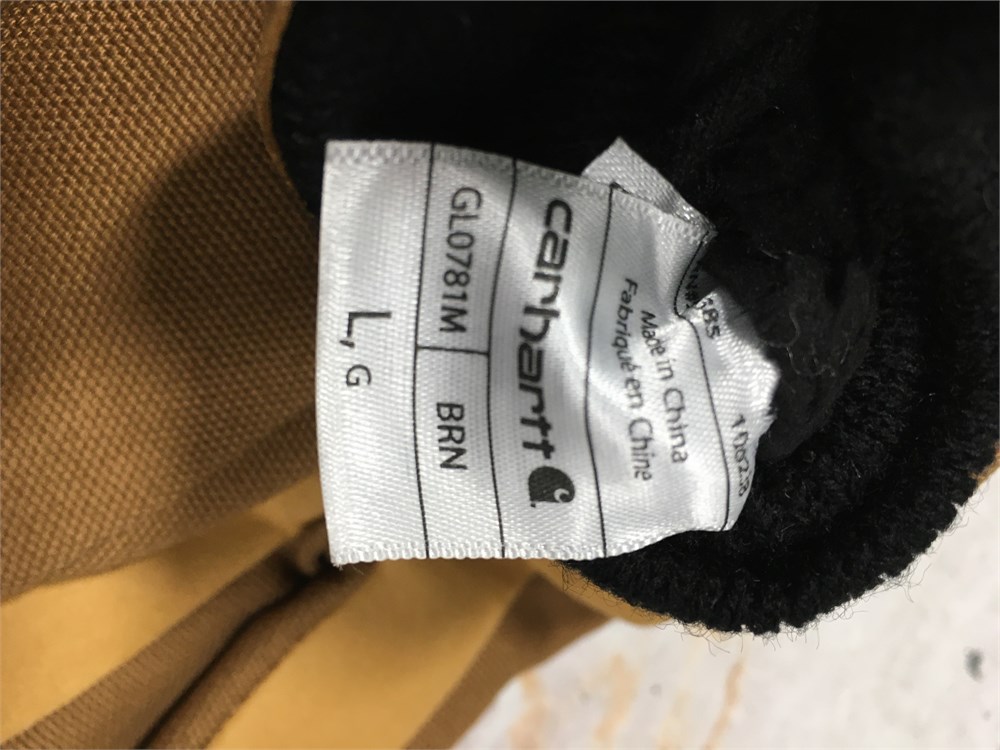 Made in China
Fabriqué en Chine
carhartt
GL0781M BRN
L, G